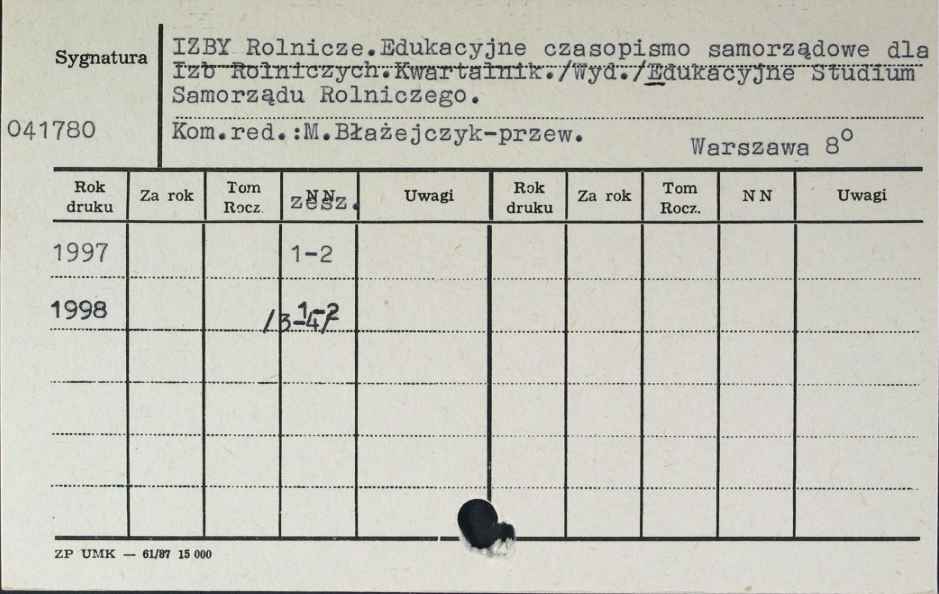 Sygnatura
IZBY Rolnicze.Edukacyjne czasopismo samorządowe dla
Izb Rolniczych.Kwartalnik./Wyd./Edukacyjne Studium
Samorządu Rolniczego.
041780
Kom.red.:M.Błażejczyk-przew.
Warszawa 8°
Rok druku Za rok Tom Rocz. NN zesz. Uwagi Rok druku Za rok Tom Rocz. NN Uwagi
1997 1-2
1998 1-2
/3-4/
ZP UMK — 61/87 15 000